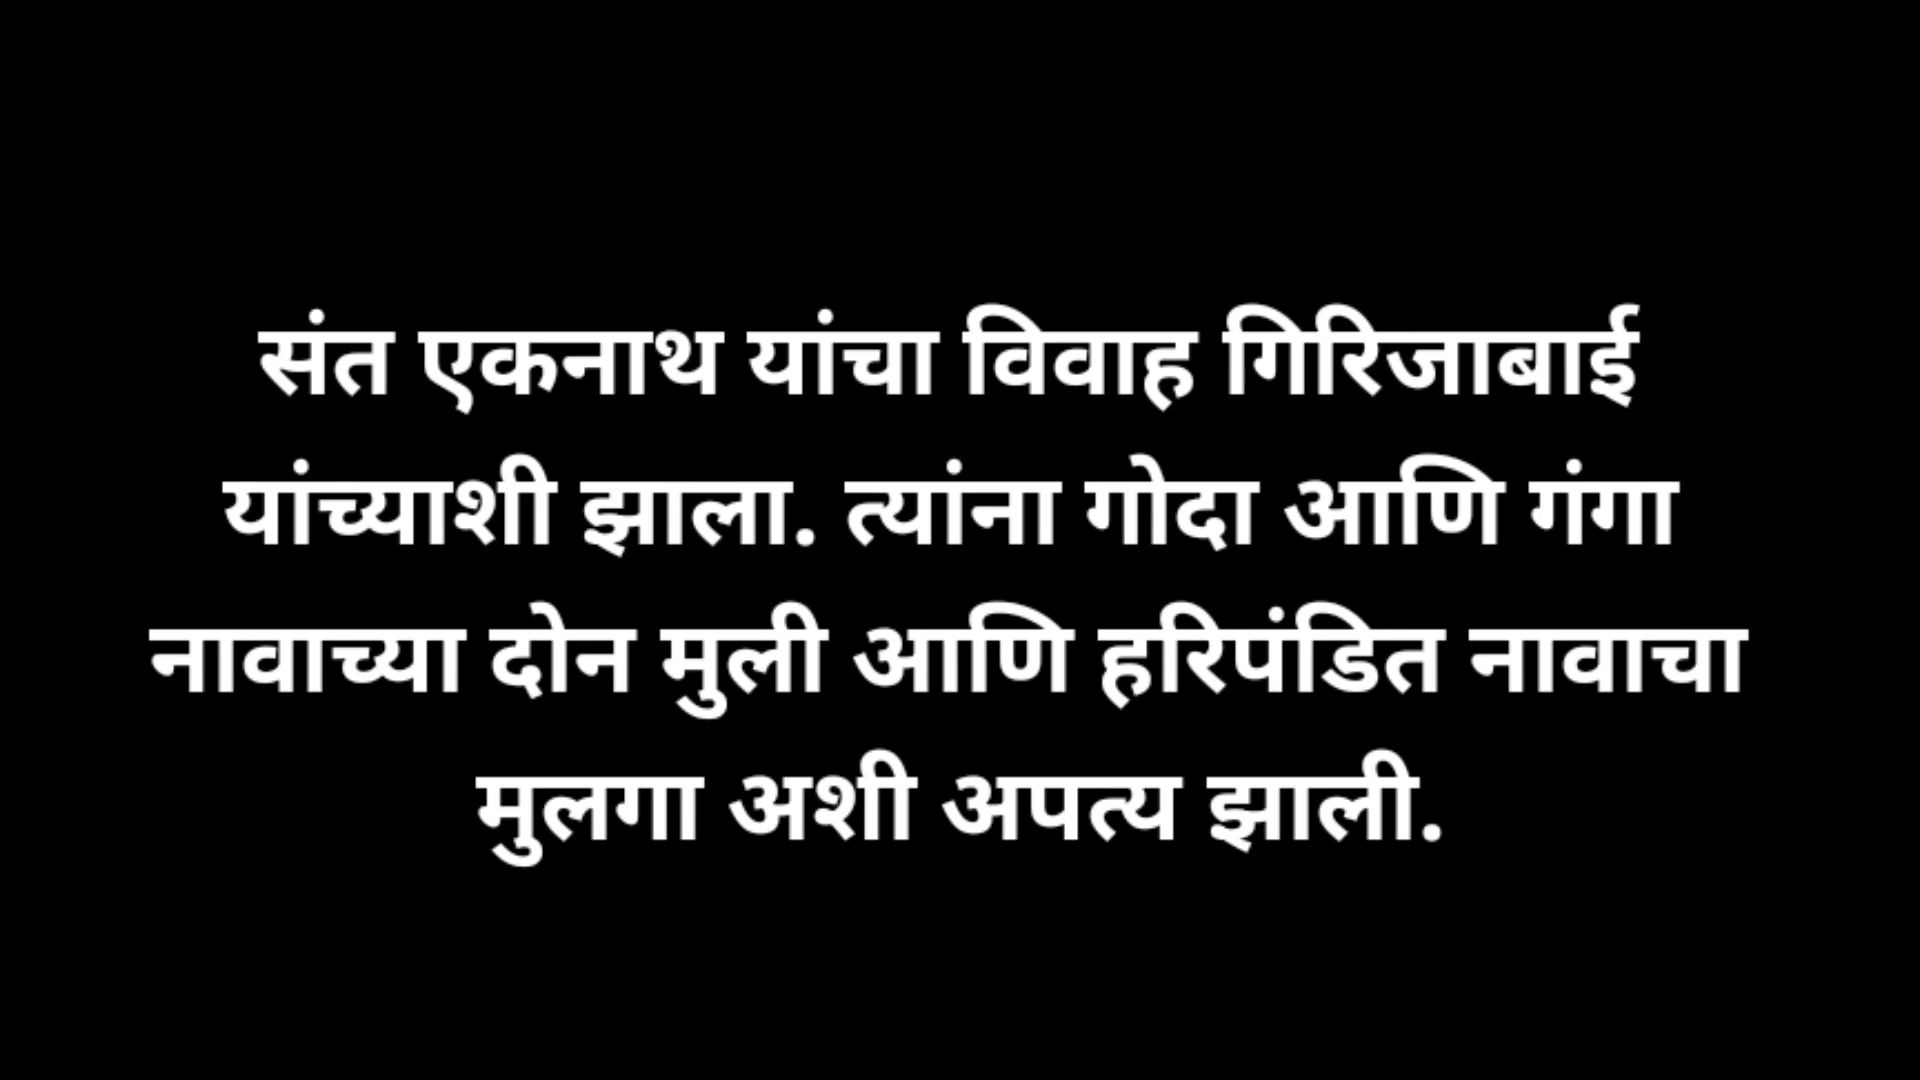 संत एकनाथ यांचा विवाह गिरिजाबाई
यांच्याशी झाला. त्यांना गोदा आणि गंगा
नावाच्या दोन मुली आणि हरिपंडित नावाचा
मुलगा अशी अपत्य झाली.